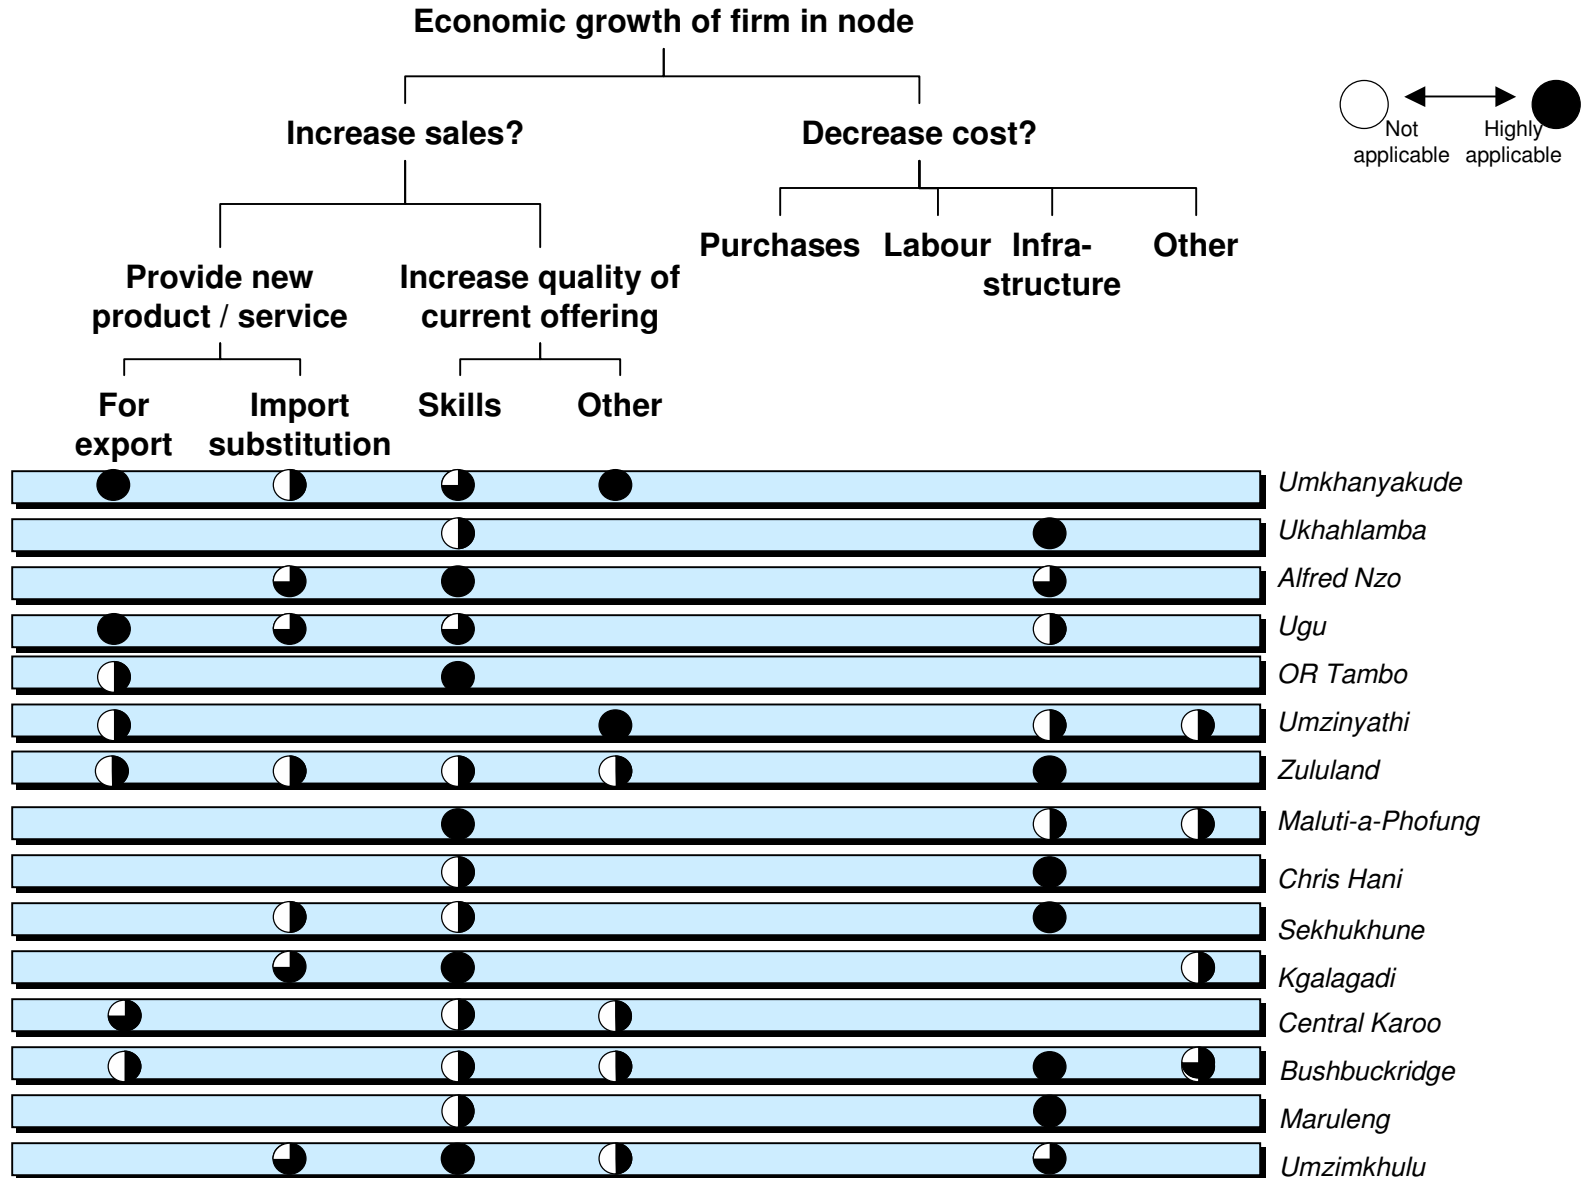 Economic growth of firm in node
Increase sales?
Decrease cost?
Not
applicable
Highly
applicable
Purchases
Labour
Infra-
structure
Other
Provide new
product / service
Increase quality of
current offering
For
export
Import
substitution
Skills
Other
Umkhanyakude
Ukhahlamba
Alfred Nzo
Ugu
OR Tambo
Umzinyathi
Zululand
Maluti-a-Phofung
Chris Hani
Sekhukhune
Kgalagadi
Central Karoo
Bushbuckridge
Maruleng
Umzimkhulu